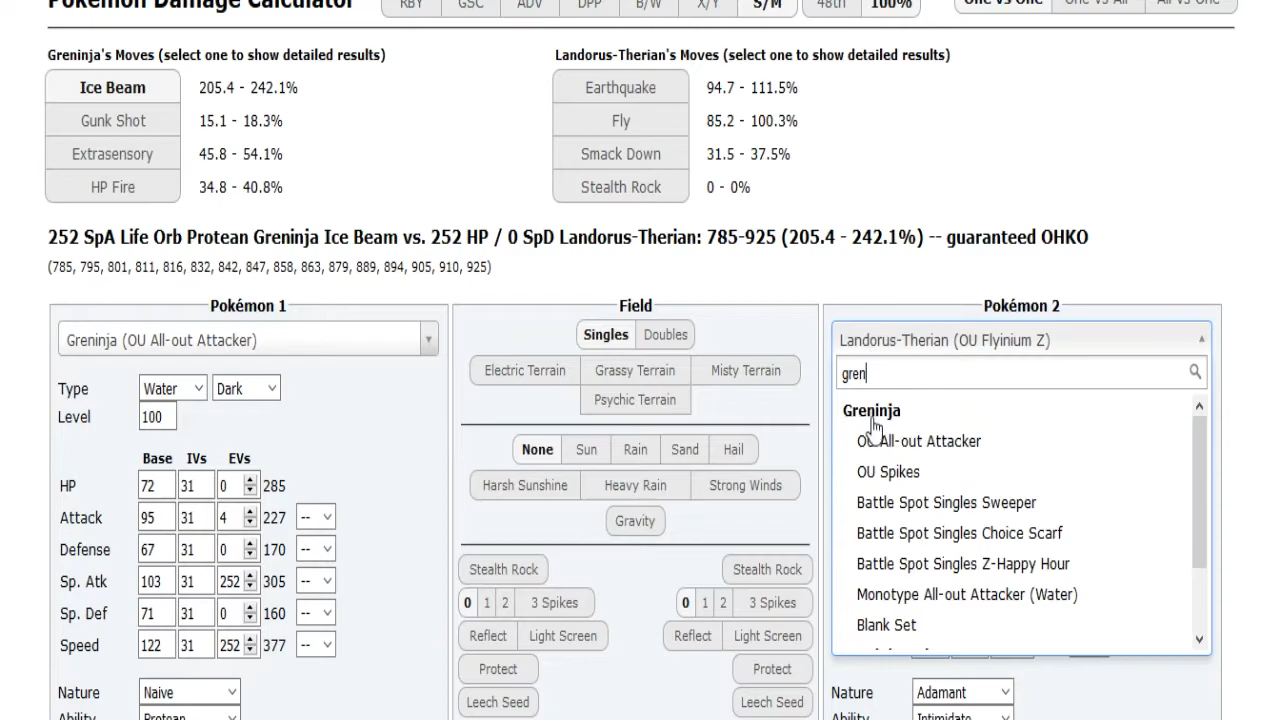 Pokémon Damage Calculator RBY GSC ADV DPP B/W X/Y S/M 48th 100% One vs One One vs All All vs One
Greninja's Moves (select one to show detailed results) Landorus-Therian's Moves (select one to show detailed results)
Ice Beam 205.4 - 242.1% Earthquake 94.7 - 111.5%
Gunk Shot 15.1 - 18.3% Fly 85.2 - 100.3%
Extrasensory 45.8 - 54.1% Smack Down 31.5 - 37.5%
HP Fire 34.8 - 40.8% Stealth Rock 0 - 0%
252 SpA Life Orb Protean Greninja Ice Beam vs. 252 HP / 0 SpD Landorus-Therian: 785-925 (205.4 - 242.1%) -- guaranteed OHKO
(785, 795, 801, 811, 816, 832, 842, 847, 858, 863, 879, 889, 894, 905, 910, 925)
Pokémon 1
Greninja (OU All-out Attacker)
Type Water Dark
Level 100
Base IVs EVs
HP 72 31 0 285
Attack 95 31 4 227 --
Defense 67 31 0 170 --
Sp. Atk 103 31 252 305 --
Sp. Def 71 31 0 160 --
Speed 122 31 252 377 --
Nature Naive
Ability Protean
Field
Singles Doubles
Electric Terrain Grassy Terrain Misty Terrain
Psychic Terrain
None Sun Rain Sand Hail
Harsh Sunshine Heavy Rain Strong Winds
Gravity
Stealth Rock Stealth Rock
0 1 2 3 Spikes 0 1 2 3 Spikes
Reflect Light Screen Reflect Light Screen
Protect Protect
Leech Seed Leech Seed
Pokémon 2
Landorus-Therian (OU Flyinium Z)
gren
Greninja
OU All-out Attacker
OU Spikes
Battle Spot Singles Sweeper
Battle Spot Singles Choice Scarf
Battle Spot Singles Z-Happy Hour
Monotype All-out Attacker (Water)
Blank Set
Nature Adamant
Ability Intimidate